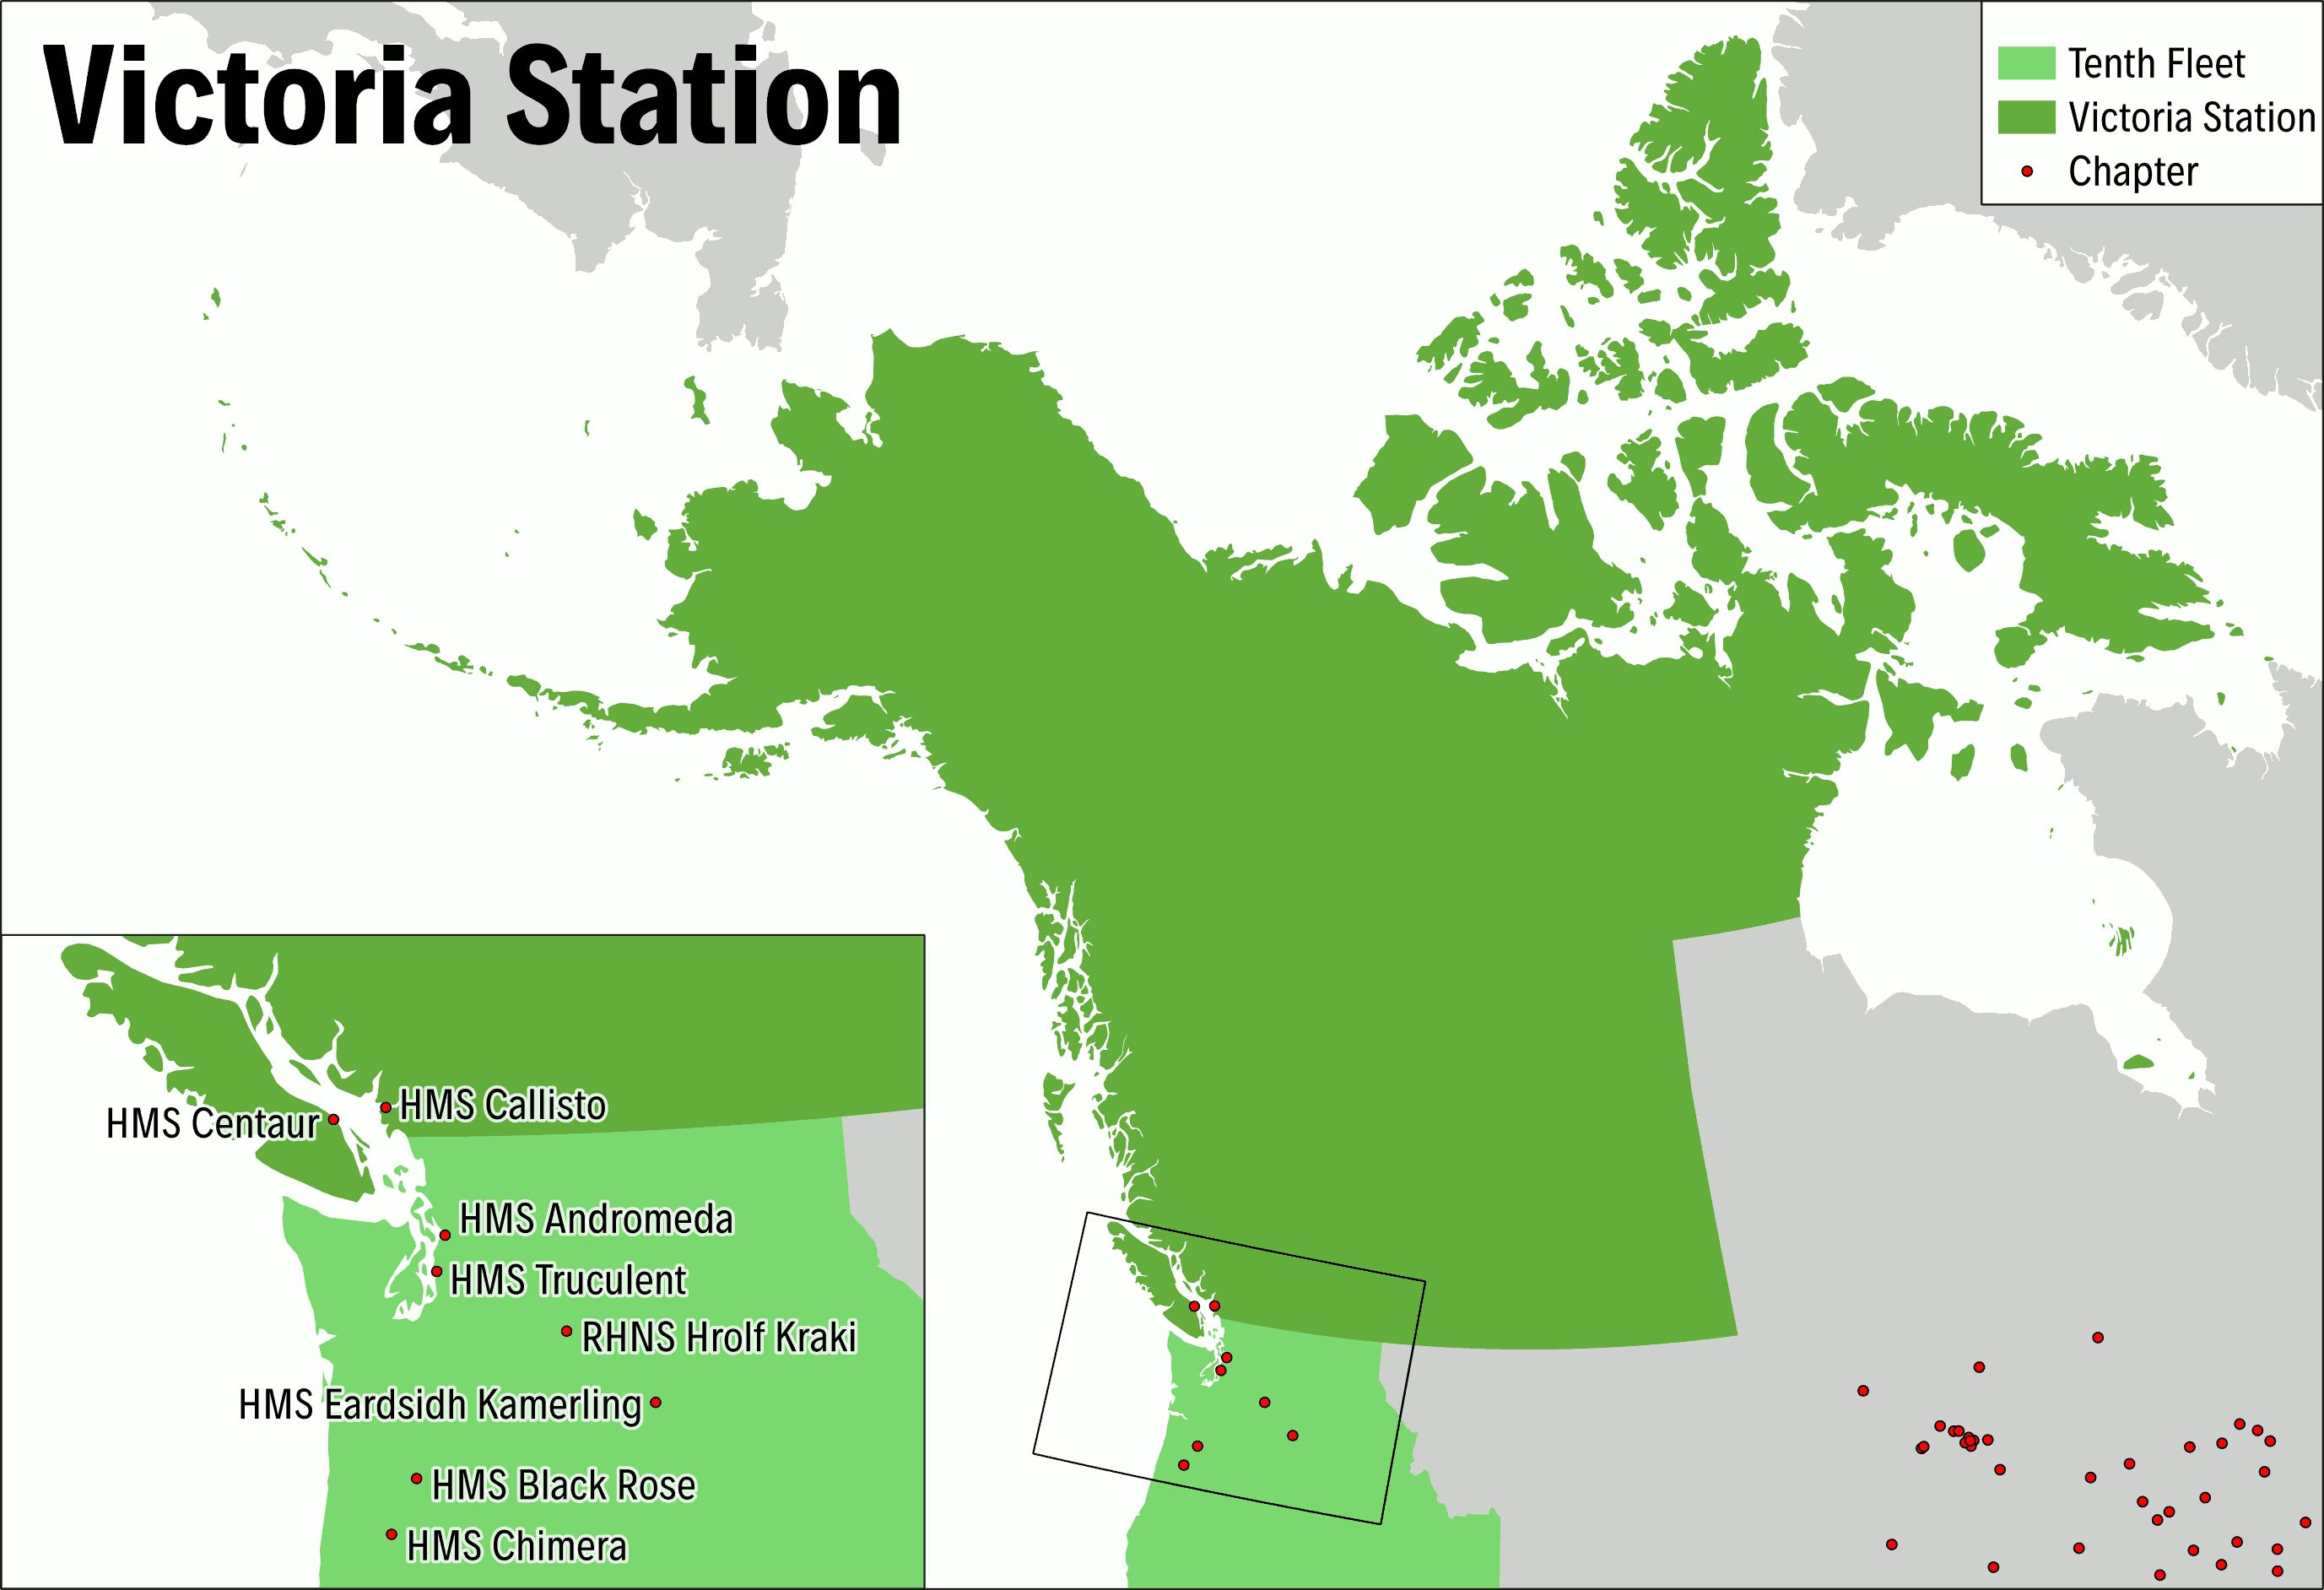 Victoria Station
Tenth Fleet
Victoria Station
Chapter
HMS Callisto
HMS Centaur
HMS Andromeda
HMS Truculent
RHNS Hrolf Kraki
HMS Eardsidh Kamerling
HMS Black Rose
HMS Chimera